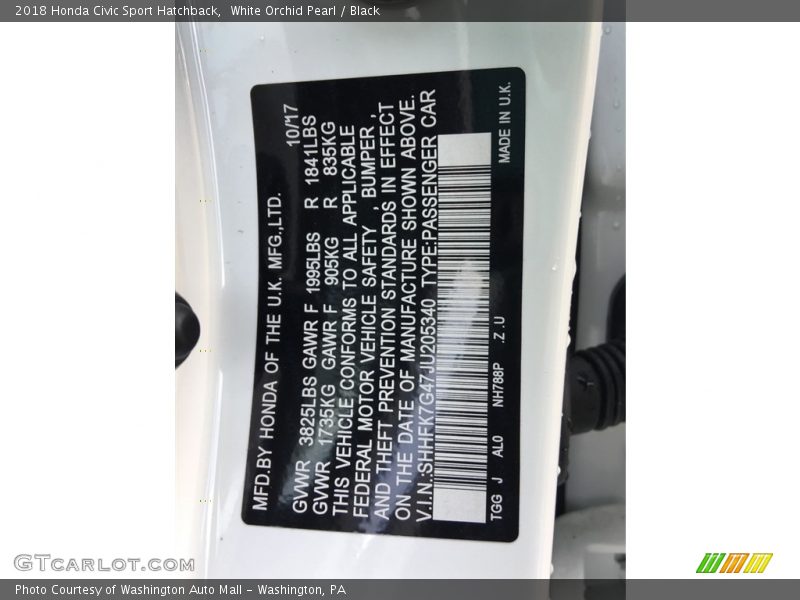 2018 Honda Civic Sport Hatchback, White Orchid Pearl / Black
MFD.BY HONDA OF THE U.K. MFG.,LTD.
10/17
GVWR 3825LBS GAWR F 1995LBS R 1841LBS
GVWR 1735KG GAWR F 905KG R 835KG
THIS VEHICLE CONFORMS TO ALL APPLICABLE
FEDERAL MOTOR VEHICLE SAFETY , BUMPER ,
AND THEFT PREVENTION STANDARDS IN EFFECT
ON THE DATE OF MANUFACTURE SHOWN ABOVE.
V.I.N.:SHHFK7G47JU205340 TYPE:PASSENGER CAR
TGG J AL0 NH788P .Z.U MADE IN U.K.
GTcarlot.com
Photo Courtesy of Washington Auto Mall - Washington, PA